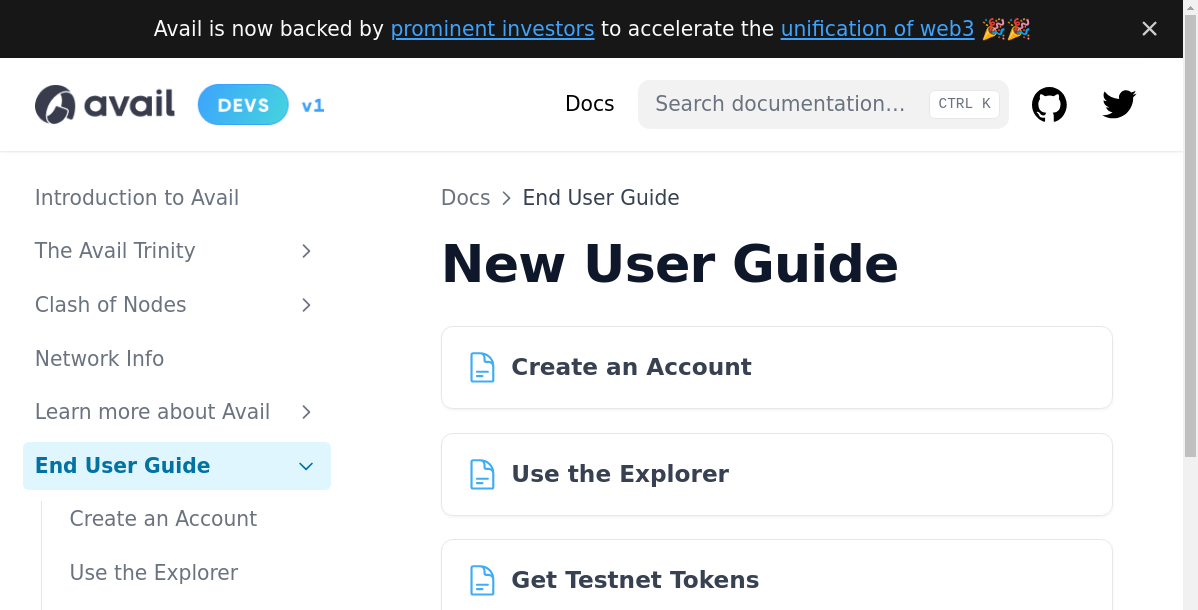 Avail is now backed by prominent investors to accelerate the unification of web3 🎉🎉
avail DEVS v1
Docs
Search documentation…
CTRL K
Introduction to Avail
The Avail Trinity
Clash of Nodes
Network Info
Learn more about Avail
End User Guide
Create an Account
Use the Explorer
Docs > End User Guide
New User Guide
Create an Account
Use the Explorer
Get Testnet Tokens